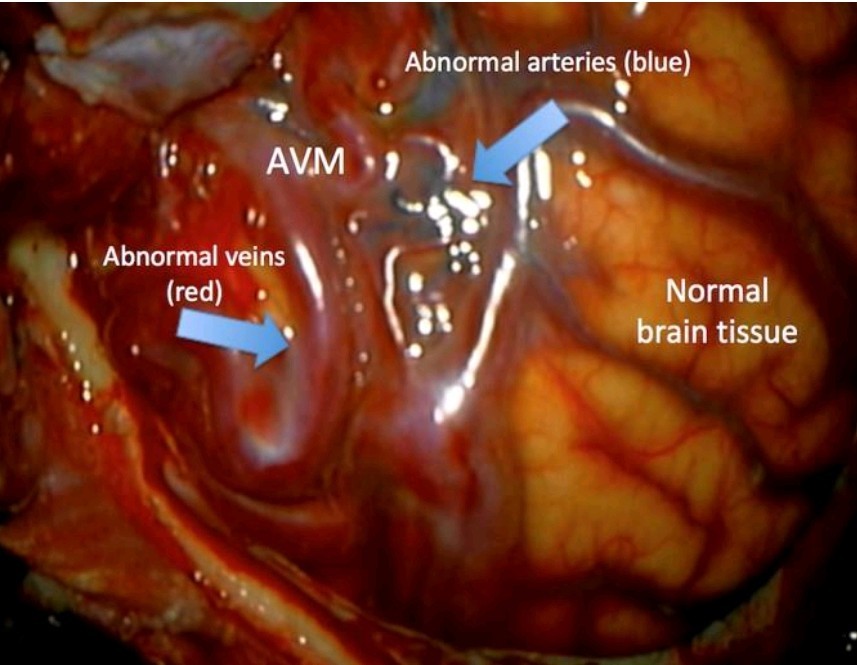 Abnormal arteries (blue)
AVM
Abnormal veins
(red)
Normal
brain tissue